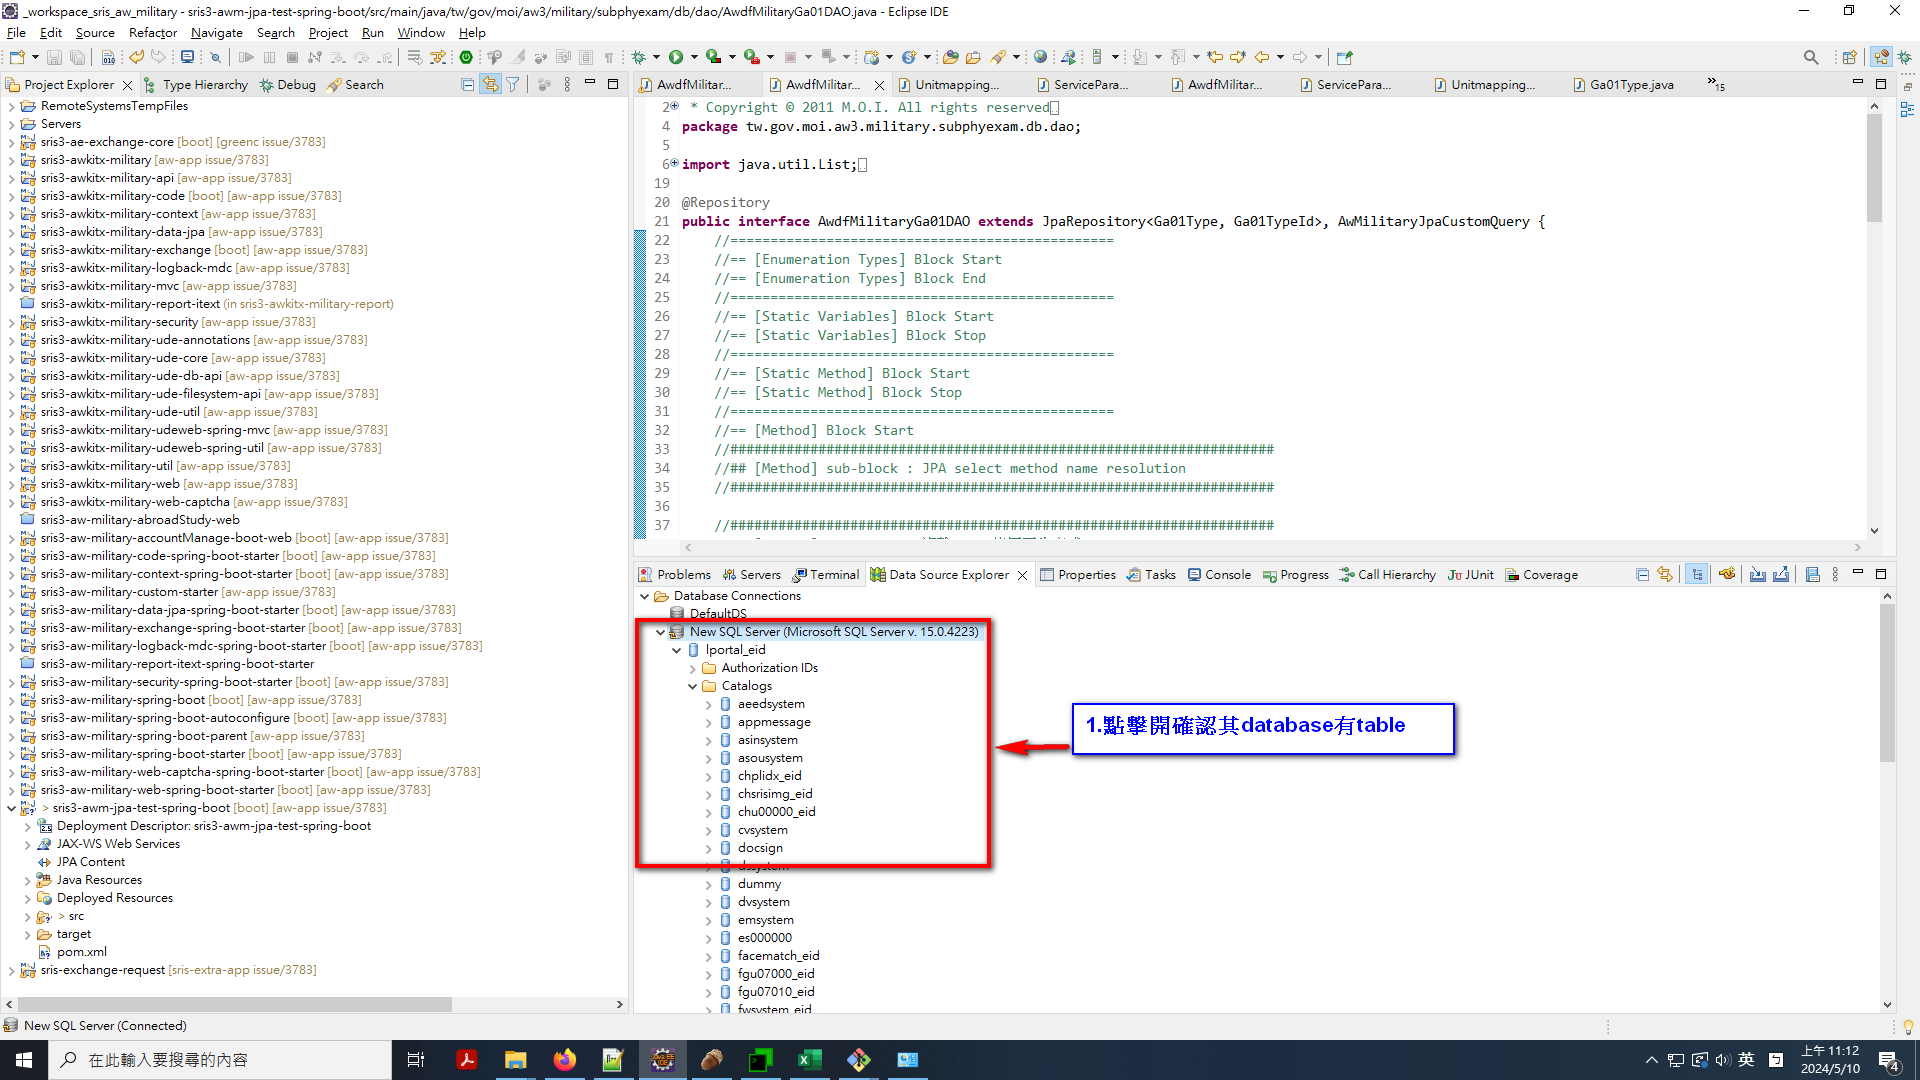 _workspace_sris_aw_military - sris3-awm-jpa-test-spring-boot/src/main/java/tw/gov/moi/aw3/military/subphyexam/db/dao/AwdfMilitaryGa01DAO.java - Eclipse IDE
File Edit Source Refactor Navigate Search Project Run Window Help
Project Explorer Type Hierarchy Debug Search
RemoteSystemsTempFiles
Servers
sris3-ae-exchange-core [boot] [greenc issue/3783]
sris3-awkitx-military [aw-app issue/3783]
sris3-awkitx-military-api [aw-app issue/3783]
sris3-awkitx-military-code [boot] [aw-app issue/3783]
sris3-awkitx-military-context [aw-app issue/3783]
sris3-awkitx-military-data-jpa [aw-app issue/3783]
sris3-awkitx-military-exchange [boot] [aw-app issue/3783]
sris3-awkitx-military-logback-mdc [aw-app issue/3783]
sris3-awkitx-military-mvc [aw-app issue/3783]
sris3-awkitx-military-report-itext (in sris3-awkitx-military-report)
sris3-awkitx-military-security [aw-app issue/3783]
sris3-awkitx-military-ude-annotations [aw-app issue/3783]
sris3-awkitx-military-ude-core [aw-app issue/3783]
sris3-awkitx-military-ude-db-api [aw-app issue/3783]
sris3-awkitx-military-ude-filesystem-api [aw-app issue/3783]
sris3-awkitx-military-ude-util [aw-app issue/3783]
sris3-awkitx-military-udeweb-spring-mvc [aw-app issue/3783]
sris3-awkitx-military-udeweb-spring-util [aw-app issue/3783]
sris3-awkitx-military-util [aw-app issue/3783]
sris3-awkitx-military-web [aw-app issue/3783]
sris3-awkitx-military-web-captcha [aw-app issue/3783]
sris3-aw-military-abroadStudy-web
sris3-aw-military-accountManage-boot-web [boot] [aw-app issue/3783]
sris3-aw-military-code-spring-boot-starter [boot] [aw-app issue/3783]
sris3-aw-military-context-spring-boot-starter [boot] [aw-app issue/3783]
sris3-aw-military-custom-starter [boot] [aw-app issue/3783]
sris3-aw-military-data-jpa-spring-boot-starter [boot] [aw-app issue/3783]
sris3-aw-military-exchange-spring-boot-starter [boot] [aw-app issue/3783]
sris3-aw-military-logback-mdc-spring-boot-starter [boot] [aw-app issue/3783]
sris3-aw-military-report-itext-spring-boot-starter
sris3-aw-military-security-spring-boot-starter [boot] [aw-app issue/3783]
sris3-aw-military-spring-boot [boot] [aw-app issue/3783]
sris3-aw-military-spring-boot-autoconfigure [boot] [aw-app issue/3783]
sris3-aw-military-spring-boot-parent [aw-app issue/3783]
sris3-aw-military-spring-boot-starter [boot] [aw-app issue/3783]
sris3-aw-military-web-captcha-spring-boot-starter [boot] [aw-app issue/3783]
sris3-aw-military-web-spring-boot-starter [boot] [aw-app issue/3783]
> sris3-awm-jpa-test-spring-boot [boot] [aw-app issue/3783]
Deployment Descriptor: sris3-awm-jpa-test-spring-boot
JAX-WS Web Services
JPA Content
Java Resources
Deployed Resources
> src
target
pom.xml
sris-exchange-request [sris-extra-app issue/3783]
AwdfMilitar... AwdfMilitar... Unitmapping... ServicePara... AwdfMilitar... ServicePara... Unitmapping... Ga01Type.java »15
2 * Copyright © 2011 M.O.I. All rights reserved
4 package tw.gov.moi.aw3.military.subphyexam.db.dao;
5
6 import java.util.List;
19
20 @Repository
21 public interface AwdfMilitaryGa01DAO extends JpaRepository<Ga01Type, Ga01TypeId>, AwMilitaryJpaCustomQuery {
22 //================================================
23 //== [Enumeration Types] Block Start
24 //== [Enumeration Types] Block End
25 //================================================
26 //== [Static Variables] Block Start
27 //== [Static Variables] Block Stop
28 //================================================
29 //== [Static Method] Block Start
30 //== [Static Method] Block Stop
31 //================================================
32 //== [Method] Block Start
33 //####################################################################
34 //## [Method] sub-block : JPA select method name resolution
35 //####################################################################
36
37 //####################################################################
Problems Servers Terminal Data Source Explorer Properties Tasks Console Progress Call Hierarchy JUnit Coverage
Database Connections
DefaultDS
New SQL Server (Microsoft SQL Server v. 15.0.4223)
lportal_eid
Authorization IDs
Catalogs
aeedsystem
appmessage
asinsystem
asousystem
chplidx_eid
chsrisimg_eid
chu00000_eid
cvsystem
docsign
dssystem
dummy
dvsystem
emsystem
es000000
facematch_eid
fgu07000_eid
fgu07010_eid
fwsystem_eid
1.點擊開確認其database有table
New SQL Server (Connected)
在此輸入要搜尋的內容
英
上午 11:12
2024/5/10
4